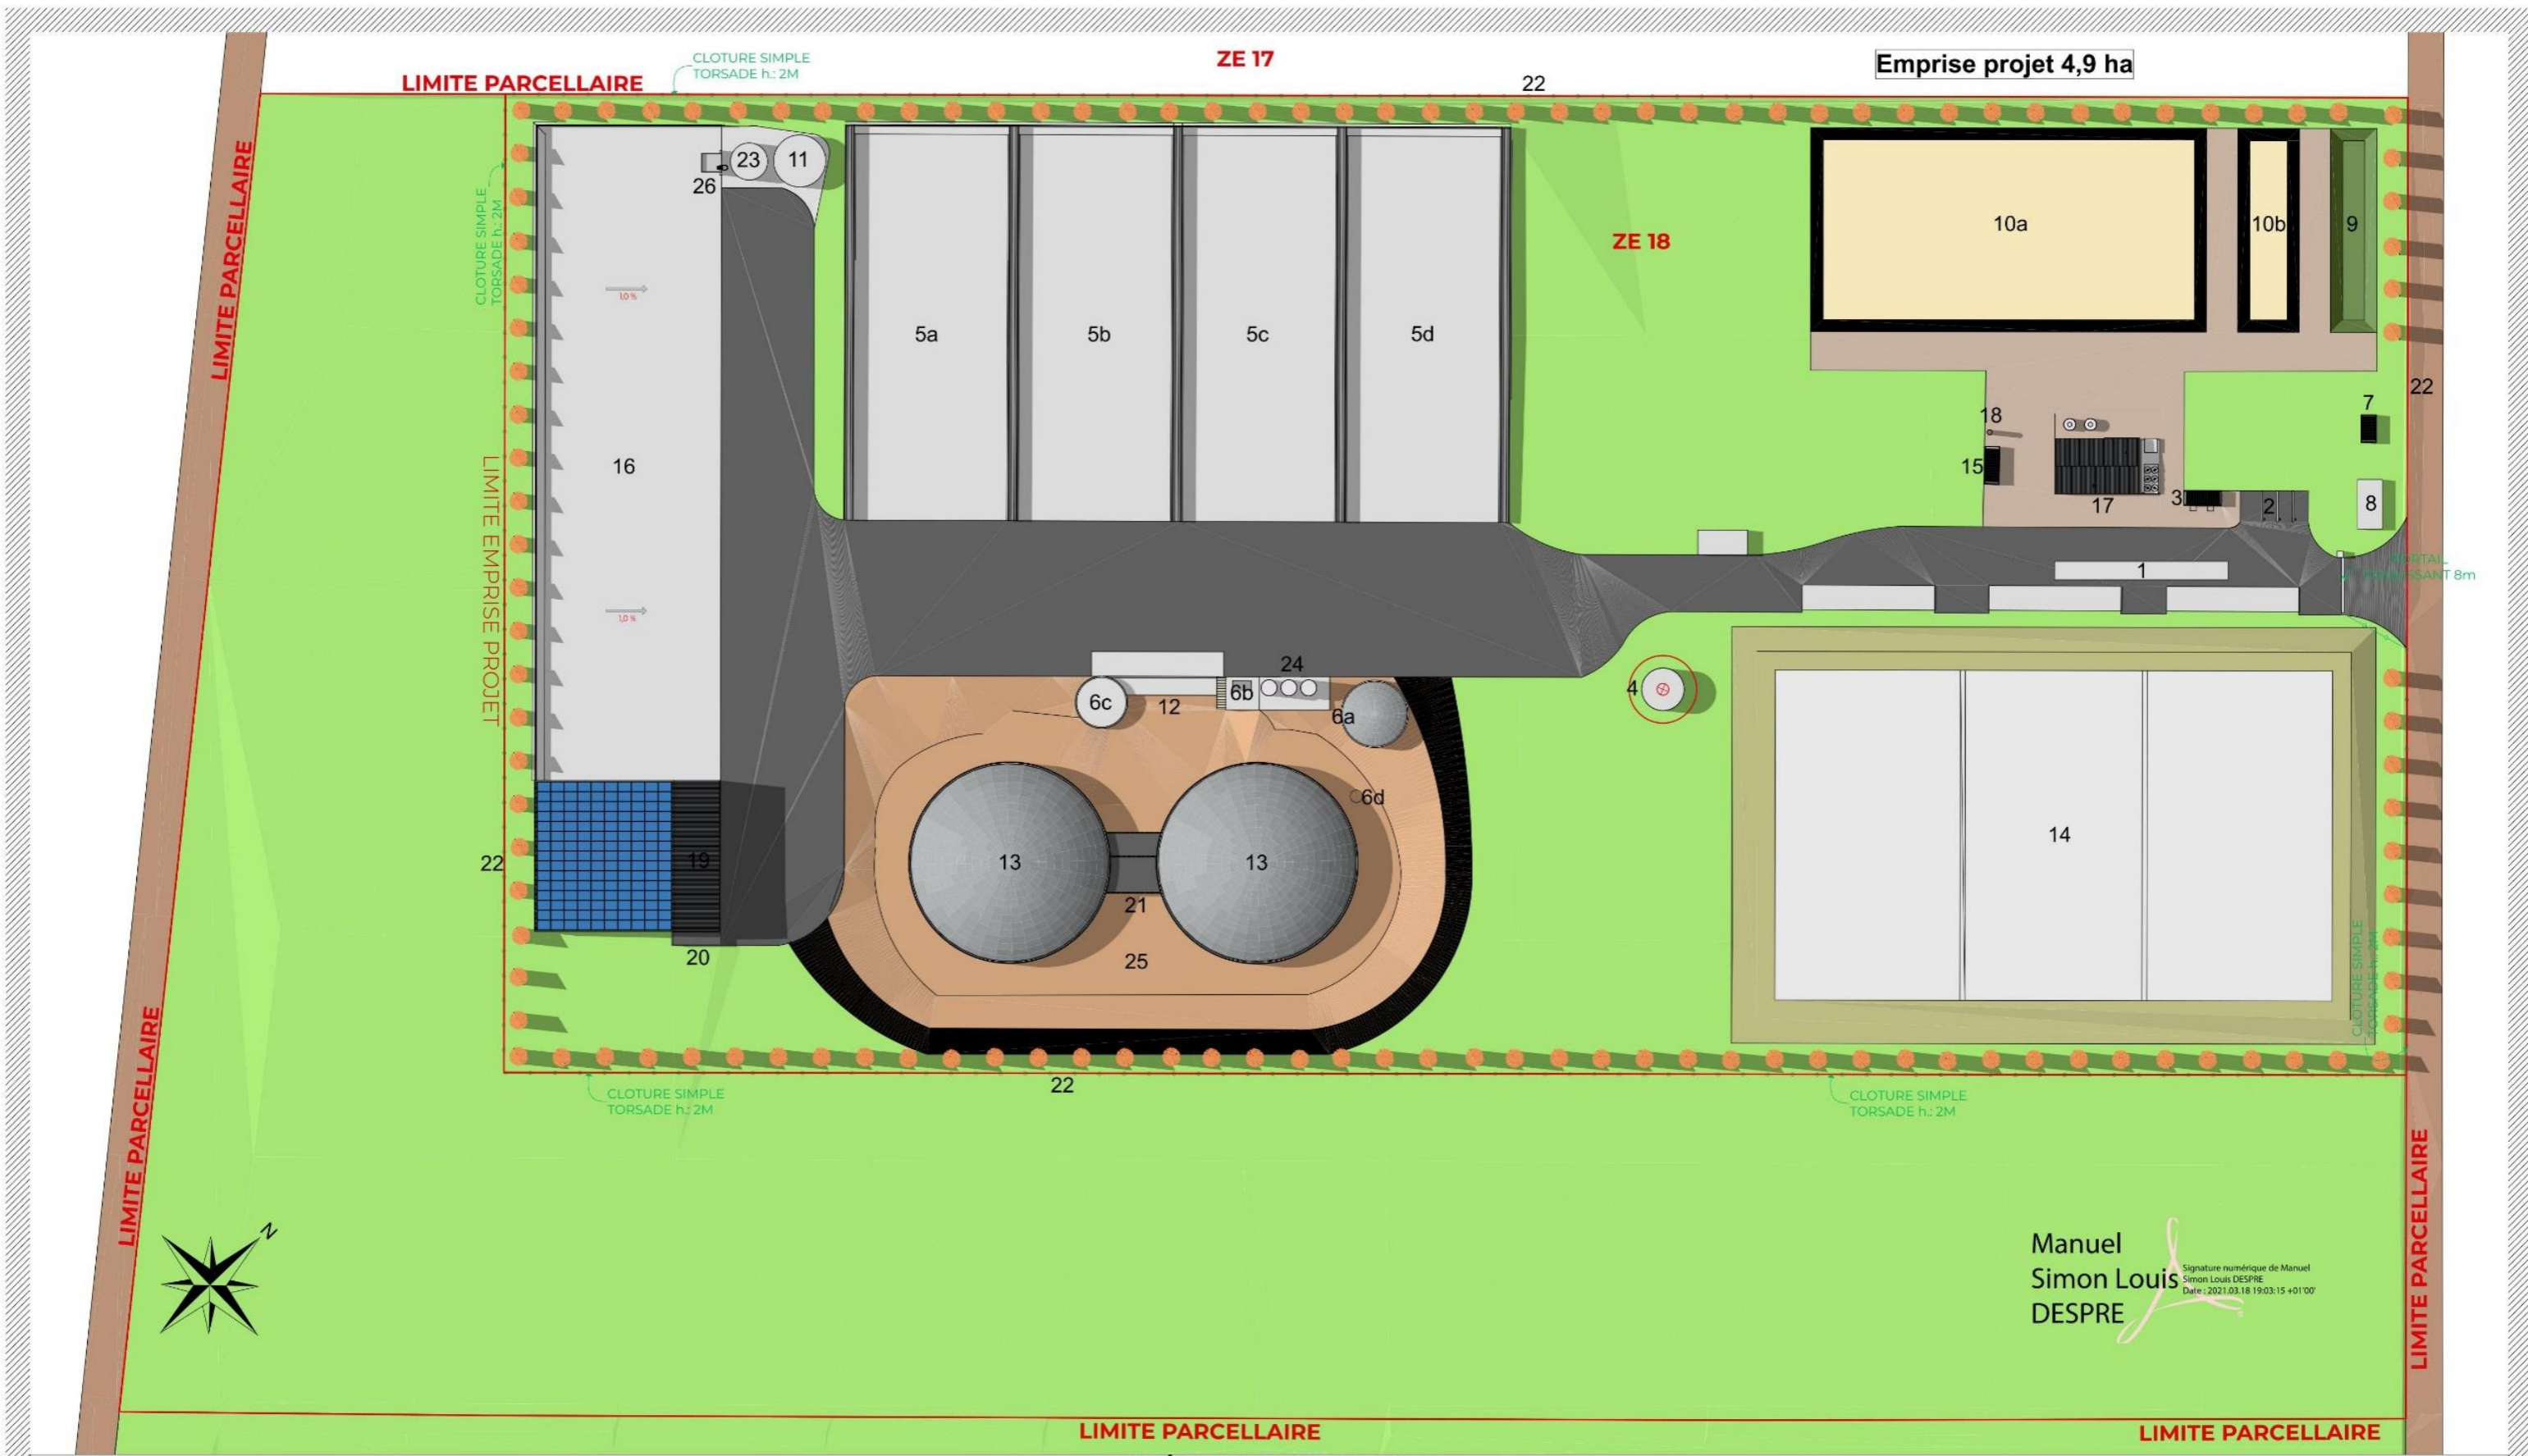 CLOTURE SIMPLE
TORSADE h.: 2M
ZE 17
Emprise projet 4,9 ha
LIMITE PARCELLAIRE
22
LIMITE PARCELLAIRE
CLOTURE SIMPLE
TORSADE h.: 2M
23
11
26
5a
5b
5c
5d
ZE 18
10a
10b
9
1,0 %
16
22
7
18
15
17
3
2
8
LIMITE EMPRISE PROJET
1
8m
1,0 %
24
6c
12
6b
6a
4
6d
13
13
14
22
19
21
20
25
CLOTURE SIMPLE
TORSADE h.: 2M
22
CLOTURE SIMPLE
TORSADE h.: 2M
CLOTURE SIMPLE
TORSADE h.: 2M
LIMITE PARCELLAIRE
LIMITE PARCELLAIRE
N
Manuel
Simon Louis
DESPRE
Signature numérique de Manuel
Simon Louis DESPRE
Date : 2021.03.18 19:03:15 +01'00'
LIMITE PARCELLAIRE
LIMITE PARCELLAIRE